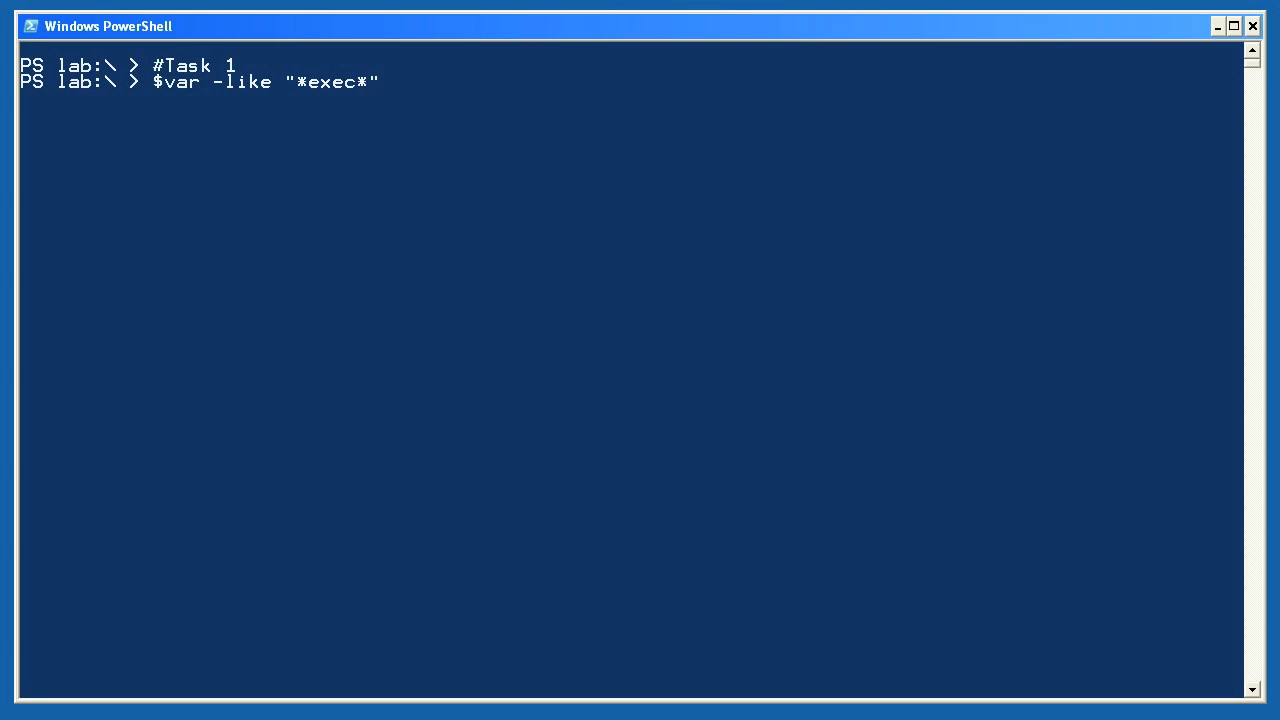 Windows PowerShell
PS lab:\ > #Task 1
PS lab:\ > $var -like "*exec*"